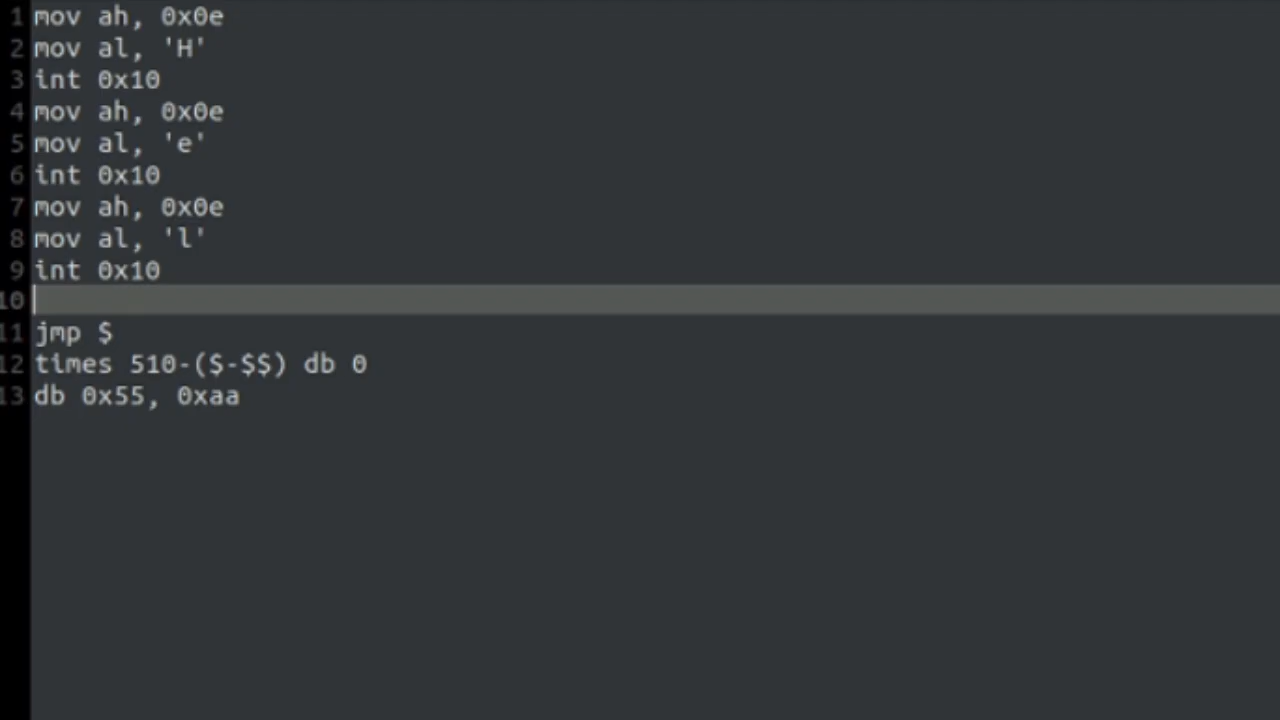 1 mov ah, 0x0e
2 mov al, 'H'
3 int 0x10
4 mov ah, 0x0e
5 mov al, 'e'
6 int 0x10
7 mov ah, 0x0e
8 mov al, 'l'
9 int 0x10
10
11 jmp $
12 times 510-($-$$) db 0
13 db 0x55, 0xaa